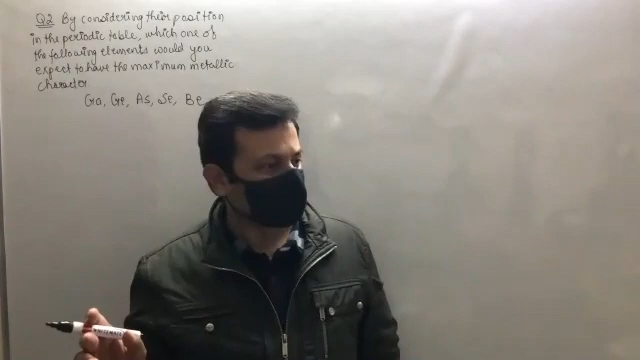 Q2 By considering their position
in the periodic table, which one of
the following elements would you
expect to have the maximum metallic
character
Ga, Ge, As, Se, Be